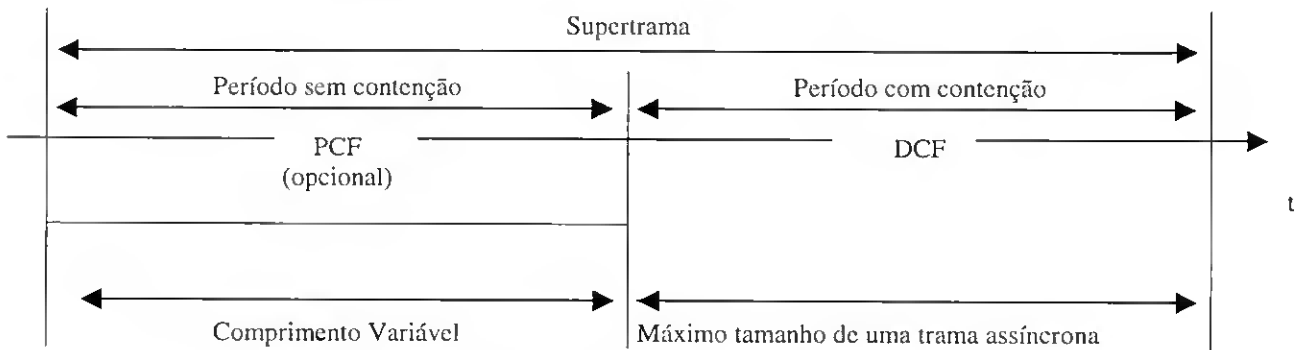 Supertrama
Período sem contenção
Período com contenção
PCF
(opcional)
DCF
t
Comprimento Variável
Máximo tamanho de uma trama assíncrona